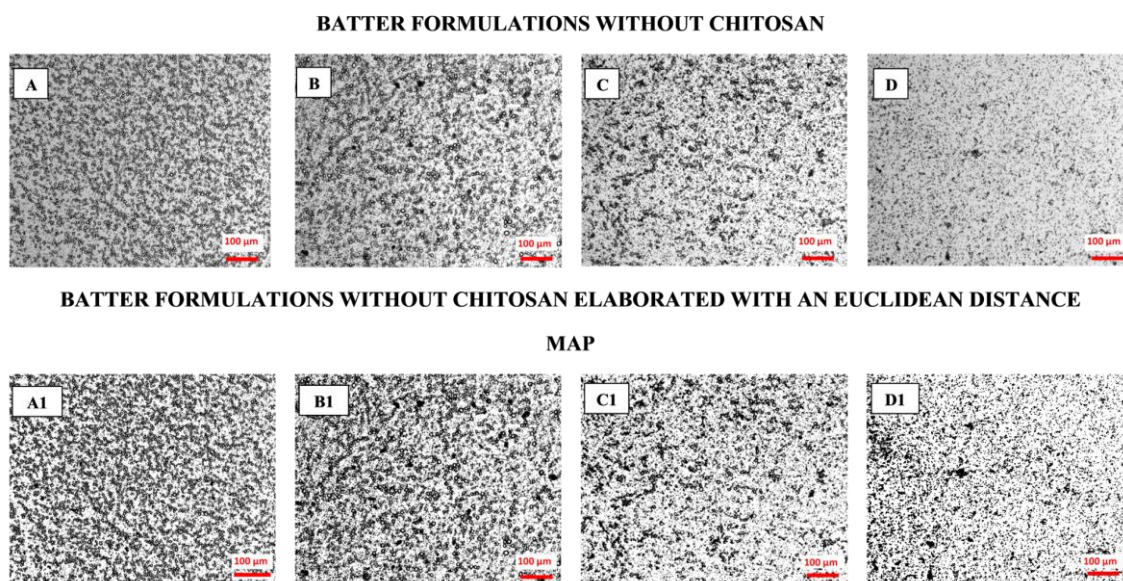 BATTER FORMULATIONS WITHOUT CHITOSAN
A
B
C
D
100 µm
100 µm
100 µm
100 µm
BATTER FORMULATIONS WITHOUT CHITOSAN ELABORATED WITH AN EUCLIDEAN DISTANCE
MAP
A1
B1
C1
D1
100 µm
100 µm
100 µm
100 µm